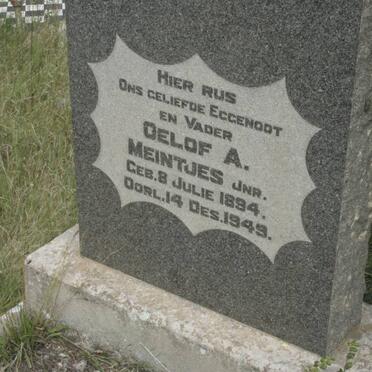 HIER RUS
ONS GELIEFDE EGGENOOT
EN VADER
OELOF A.
MEINTJES JNR.
GEB. 8 JULIE 1894.
OORL. 14 DES. 1949.